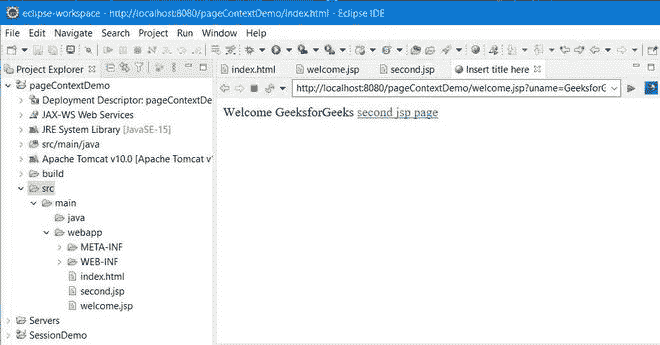 eclipse-workspace - http://localhost:8080/pageContextDemo/index.html - Eclipse IDE
File Edit Navigate Search Project Run Window Help
Project Explorer
index.html welcome.jsp second.jsp Insert title here
pageContextDemo
http://localhost:8080/pageContextDemo/welcome.jsp?uname=GeeksforG
Deployment Descriptor: pageContextDe
Welcome GeeksforGeeks second jsp page
JAX-WS Web Services
JRE System Library [JavaSE-15]
src/main/java
Apache Tomcat v10.0 [Apache Tomcat v
build
src
main
java
webapp
META-INF
WEB-INF
index.html
second.jsp
welcome.jsp
Servers
SessionDemo